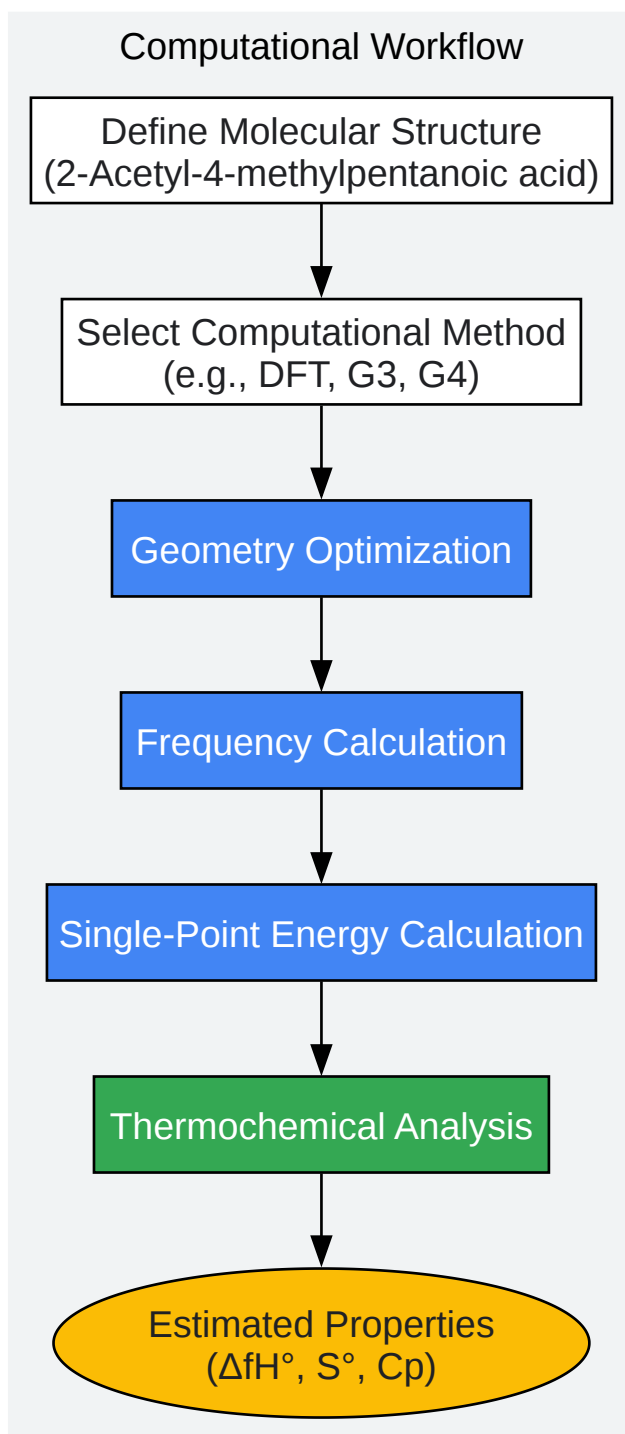 Computational Workflow
Define Molecular Structure
(2-Acetyl-4-methylpentanoic acid)
Select Computational Method
(e.g., DFT, G3, G4)
Geometry Optimization
Frequency Calculation
Single-Point Energy Calculation
Thermochemical Analysis
Estimated Properties
(ΔfH°, S°, Cp)